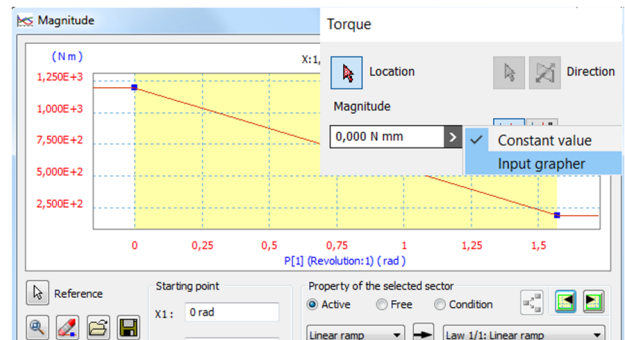 Magnitude
Torque
(Nm)
X:1,
Location
Direction
Magnitude
0,000 N mm
Constant value
Input grapher
1,250E+3
1,000E+3
7,500E+2
5,000E+2
2,500E+2
0 0,25 0,5 0,75 1 1,25 1,5
P[1] (Revolution:1) ( rad )
Reference
Starting point
X1: 0 rad
Property of the selected sector
Active Free Condition
Linear ramp
Law 1/1: Linear ramp